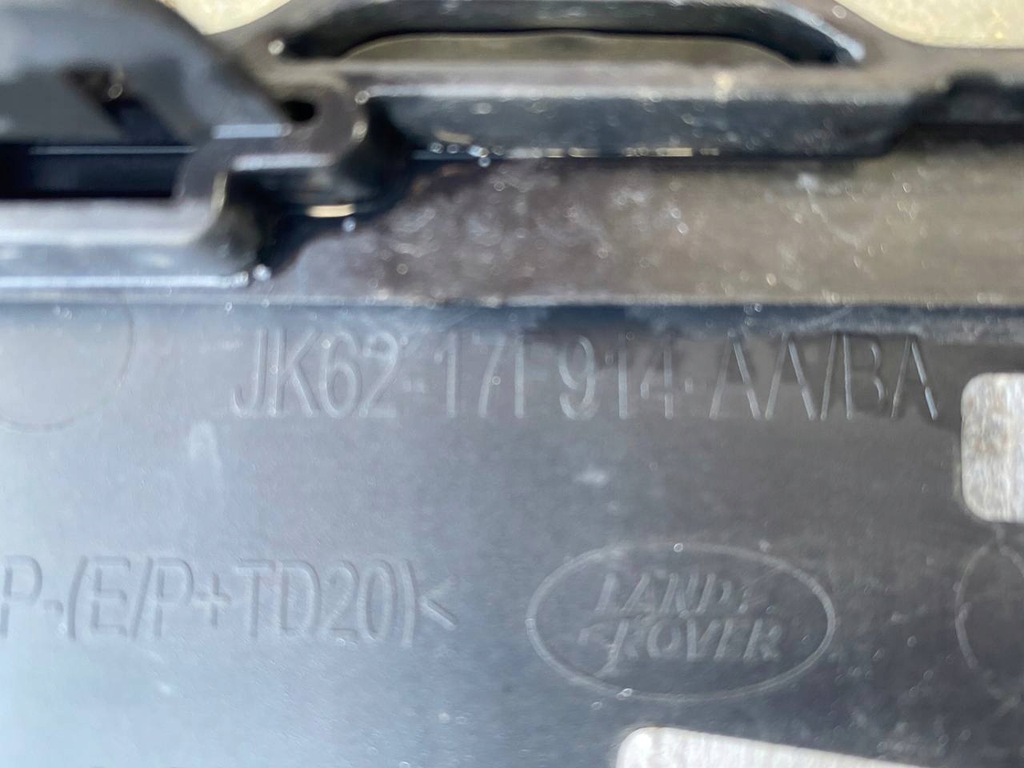 JK62-17F914-AA/BA
P-(E/P+TD20)<
LAND
ROVER